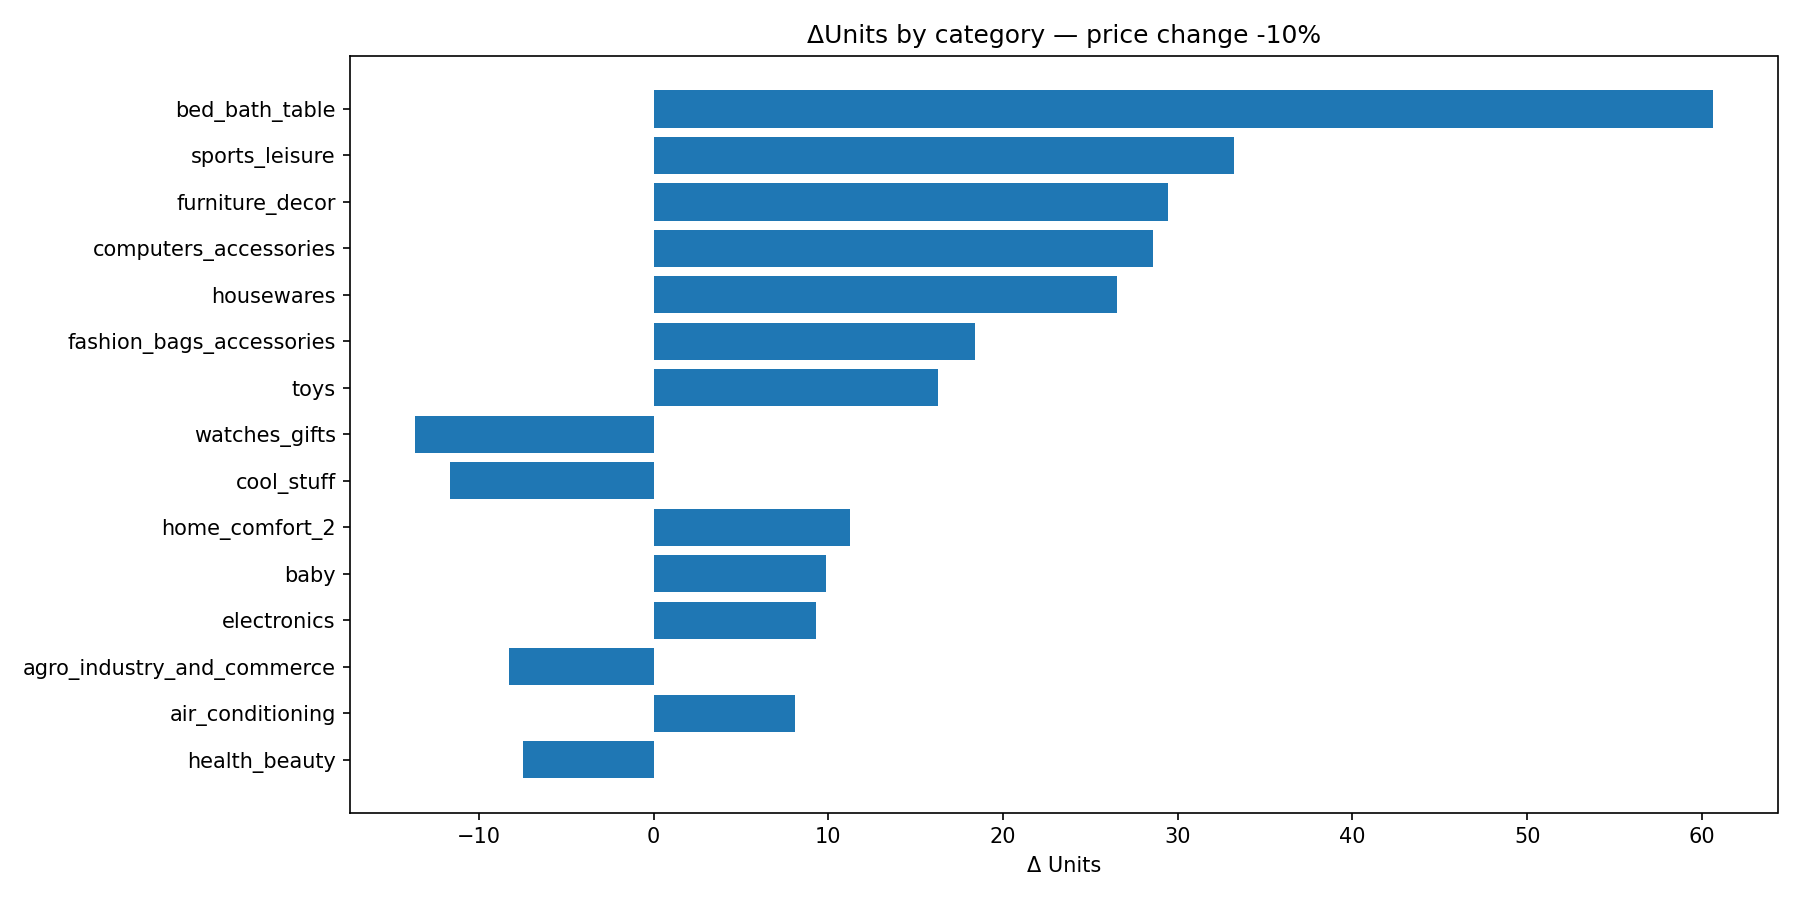 ΔUnits by category — price change -10%
bed_bath_table
sports_leisure
furniture_decor
computers_accessories
housewares
fashion_bags_accessories
toys
watches_gifts
cool_stuff
home_comfort_2
baby
electronics
agro_industry_and_commerce
air_conditioning
health_beauty
−10 0 10 20 30 40 50 60
Δ Units